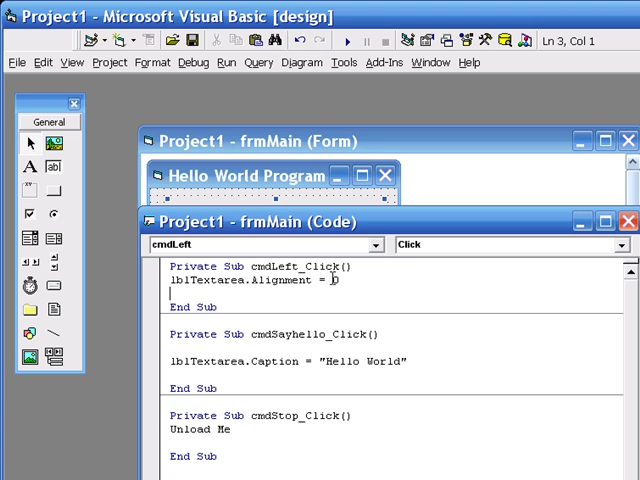 Project1 - Microsoft Visual Basic [design]
Ln 3, Col 1
File Edit View Project Format Debug Run Query Diagram Tools Add-Ins Window Help
General
A ab|
Project1 - frmMain (Form)
Hello World Program
Project1 - frmMain (Code)
cmdLeft Click
Private Sub cmdLeft_Click()
lblTextarea.Alignment = 0
End Sub
Private Sub cmdSayhello_Click()
lblTextarea.Caption = "Hello World"
End Sub
Private Sub cmdStop_Click()
Unload Me
End Sub